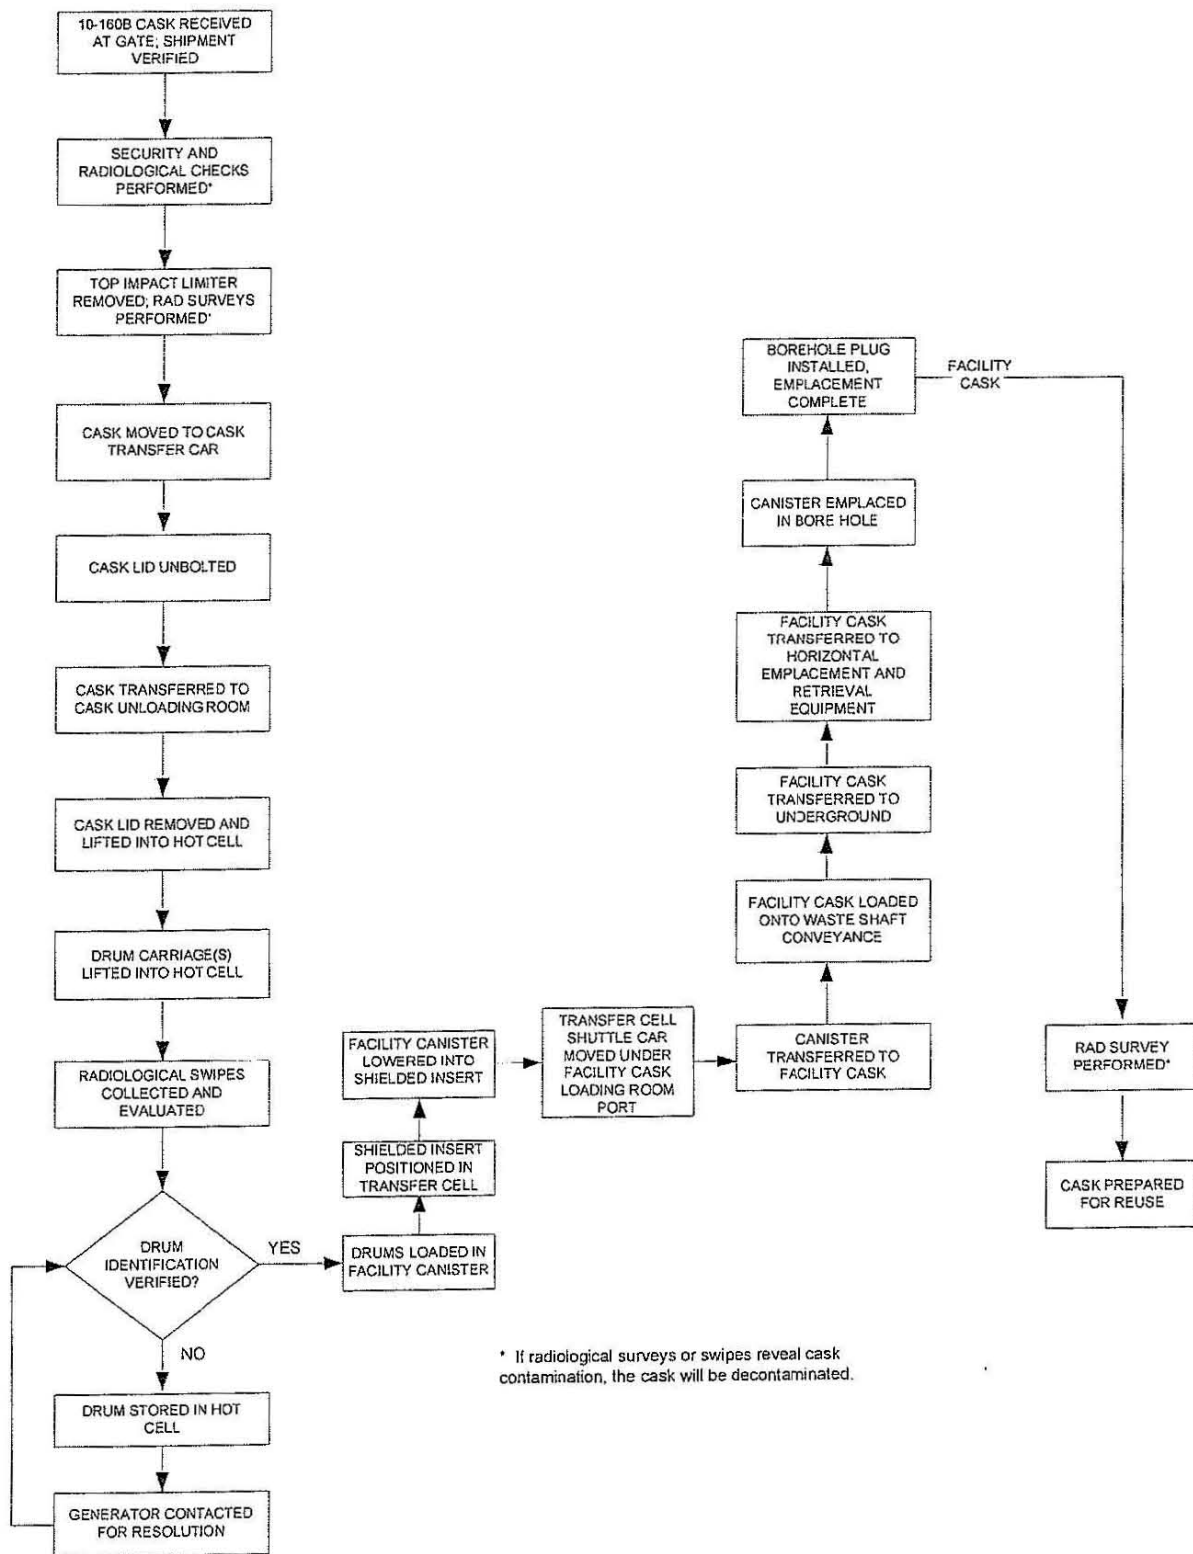 10-160B CASK RECEIVED
AT GATE; SHIPMENT
VERIFIED
SECURITY AND
RADIOLOGICAL CHECKS
PERFORMED*
TOP IMPACT LIMITER
REMOVED; RAD SURVEYS
PERFORMED*
CASK MOVED TO CASK
TRANSFER CAR
CASK LID UNBOLTED
CASK TRANSFERRED TO
CASK UNLOADING ROOM
CASK LID REMOVED AND
LIFTED INTO HOT CELL
DRUM CARRIAGE(S)
LIFTED INTO HOT CELL
RADIOLOGICAL SWIPES
COLLECTED AND
EVALUATED
DRUM
IDENTIFICATION
VERIFIED?
NO
DRUM STORED IN HOT
CELL
GENERATOR CONTACTED
FOR RESOLUTION
YES
DRUMS LOADED IN
FACILITY CANISTER
SHIELDED INSERT
POSITIONED IN
TRANSFER CELL
FACILITY CANISTER
LOWERED INTO
SHIELDED INSERT
TRANSFER CELL
SHUTTLE CAR
MOVED UNDER
FACILITY CASK
LOADING ROOM
PORT
CANISTER
TRANSFERRED TO
FACILITY CASK
FACILITY CASK LOADED
ONTO WASTE SHAFT
CONVEYANCE
FACILITY CASK
TRANSFERRED TO
UNDERGROUND
FACILITY CASK
TRANSFERRED TO
HORIZONTAL
EMPLACEMENT AND
RETRIEVAL
EQUIPMENT
CANISTER EMPLACED
IN BORE HOLE
BOREHOLE PLUG
INSTALLED,
EMPLACEMENT
COMPLETE
FACILITY
CASK
RAD SURVEY
PERFORMED*
CASK PREPARED
FOR REUSE
* If radiological surveys or swipes reveal cask
contamination, the cask will be decontaminated.